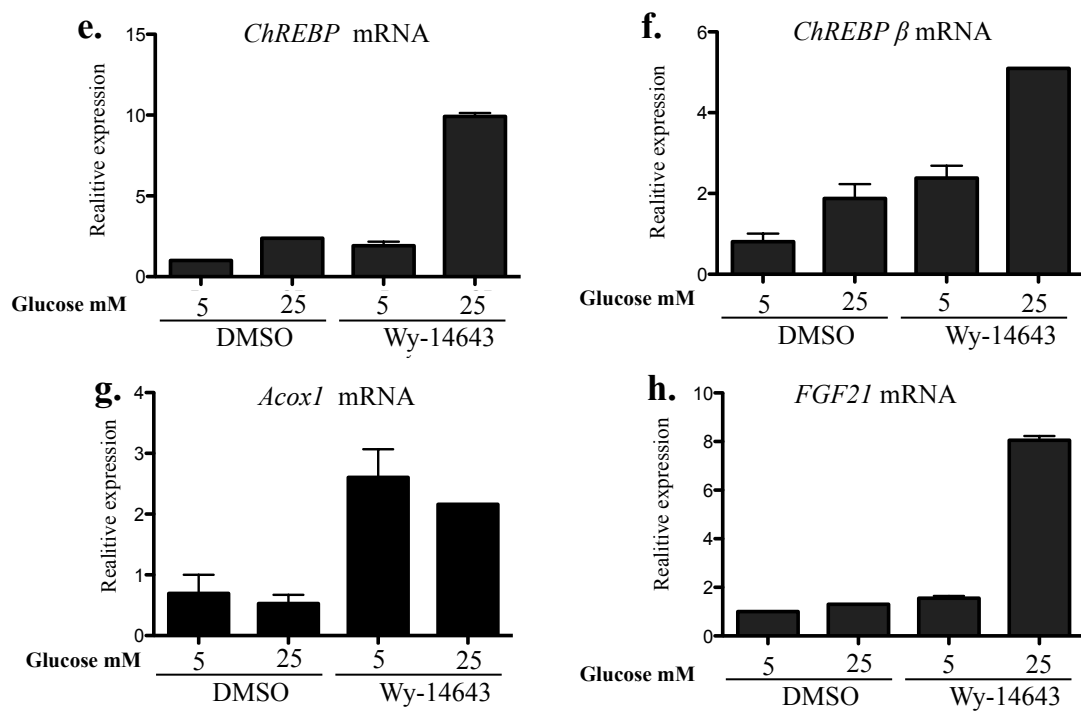 e.
ChREBP mRNA
Realitive expression
15
10
5
0
Glucose mM
5 25 5 25
DMSO Wy-14643
f.
ChREBP β mRNA
Realitive expression
6
4
2
0
5 25 5 25
DMSO Wy-14643
g.
Acox1 mRNA
Realitive expression
4
3
2
1
0
Glucose mM
5 25 5 25
DMSO Wy-14643
h.
FGF21 mRNA
Realitive expression
10
8
6
4
2
0
Glucose mM
5 25 5 25
DMSO Wy-14643